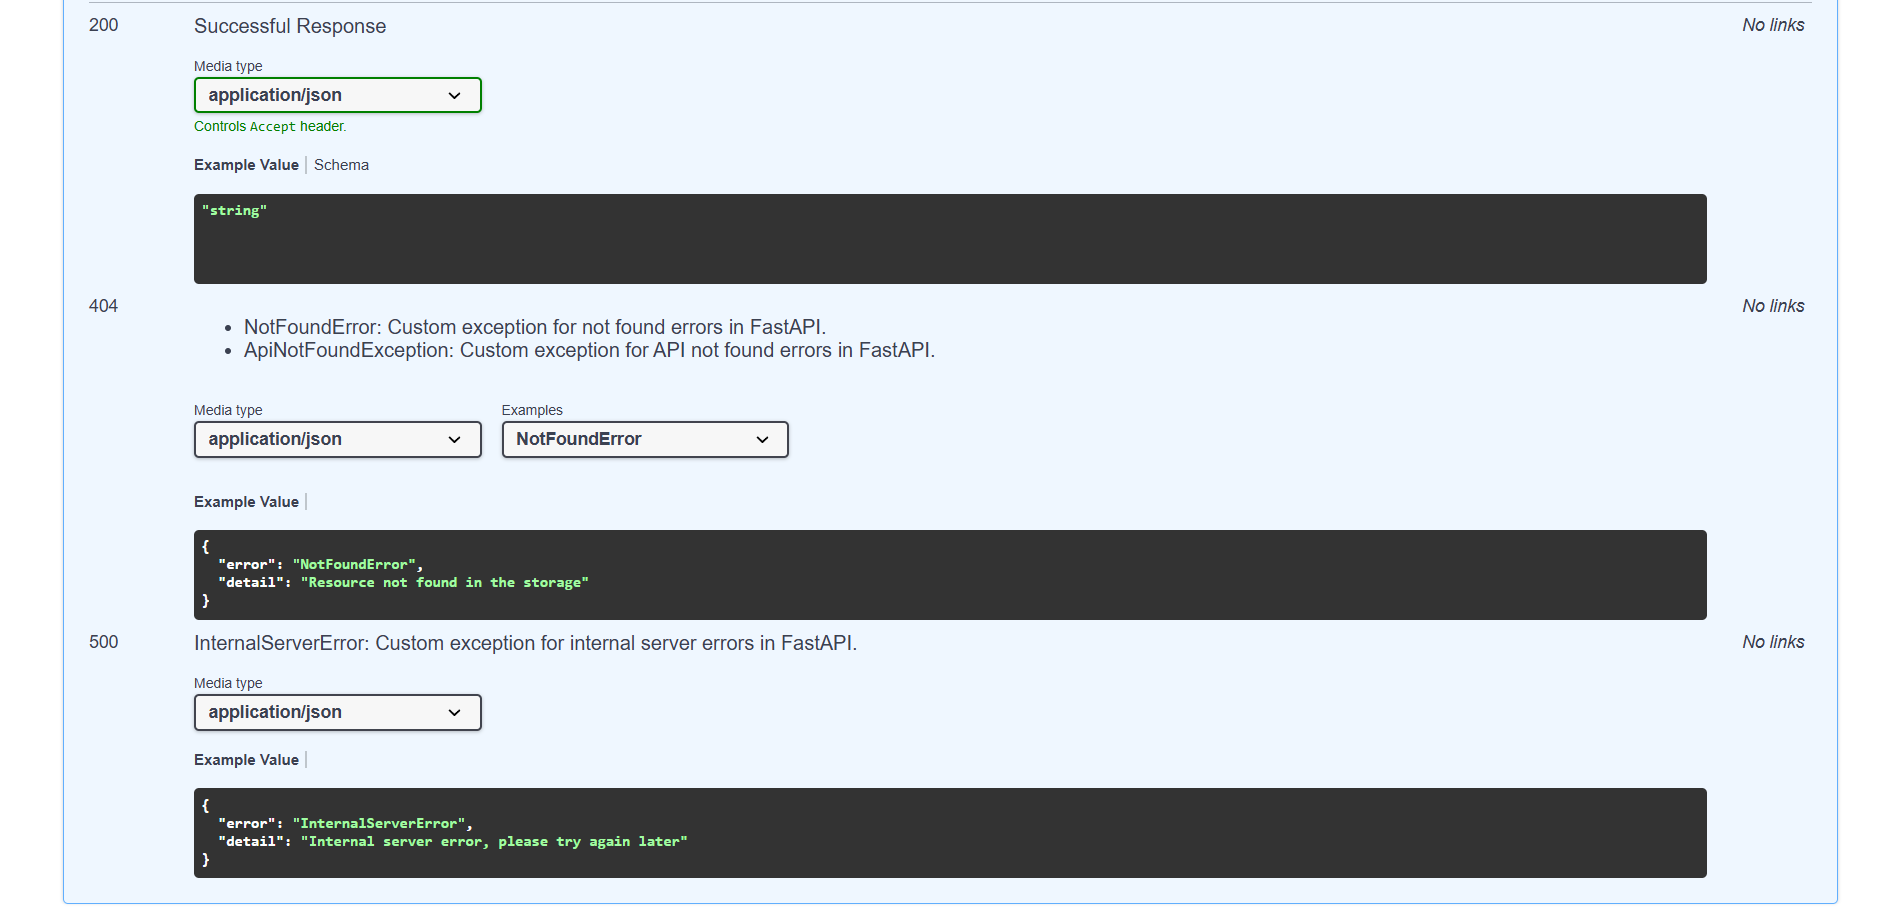 200 Successful Response No links
Media type
application/json
Controls Accept header.
Example Value Schema
"string"
404 No links
• NotFoundError: Custom exception for not found errors in FastAPI.
• ApiNotFoundException: Custom exception for API not found errors in FastAPI.
Media type Examples
application/json NotFoundError
Example Value
{
"error": "NotFoundError",
"detail": "Resource not found in the storage"
}
500 InternalServerError: Custom exception for internal server errors in FastAPI. No links
Media type
application/json
Example Value
{
"error": "InternalServerError",
"detail": "Internal server error, please try again later"
}